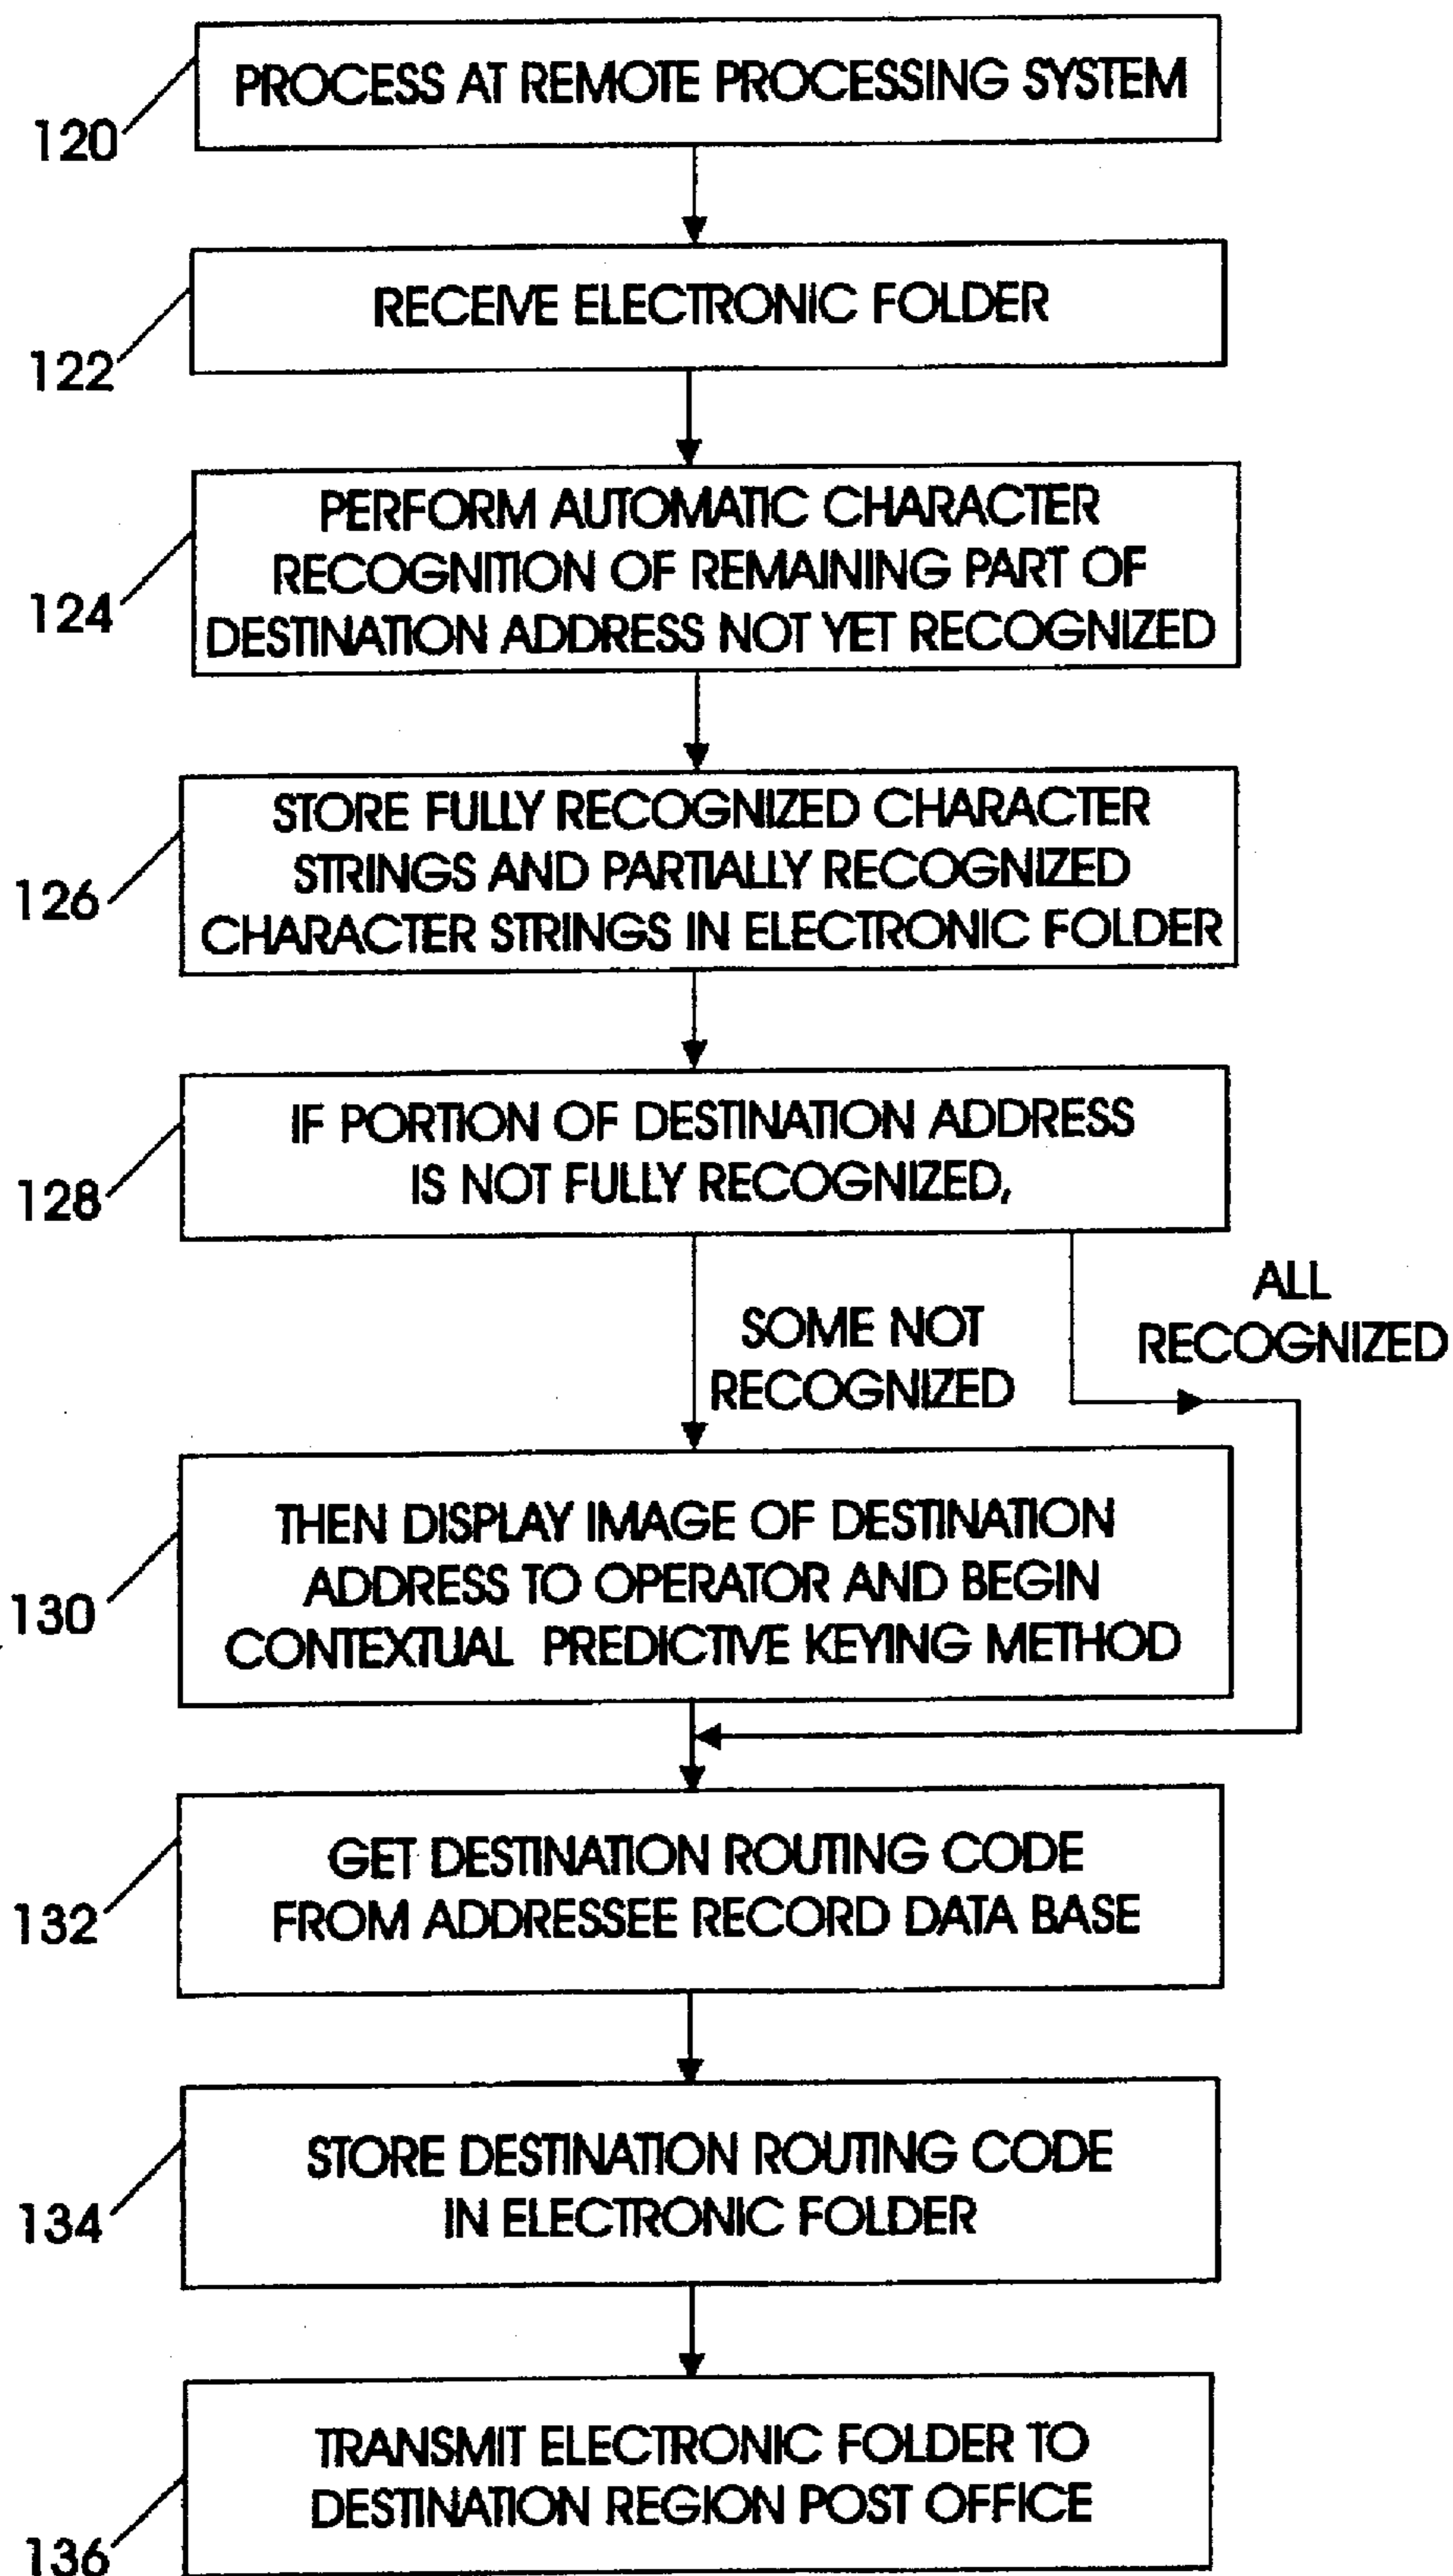 PROCESS AT REMOTE PROCESSING SYSTEM
120
RECEIVE ELECTRONIC FOLDER
122
PERFORM AUTOMATIC CHARACTER
RECOGNITION OF REMAINING PART OF
DESTINATION ADDRESS NOT YET RECOGNIZED
124
STORE FULLY RECOGNIZED CHARACTER
STRINGS AND PARTIALLY RECOGNIZED
CHARACTER STRINGS IN ELECTRONIC FOLDER
126
IF PORTION OF DESTINATION ADDRESS
IS NOT FULLY RECOGNIZED,
128
SOME NOT
RECOGNIZED
ALL
RECOGNIZED
THEN DISPLAY IMAGE OF DESTINATION
ADDRESS TO OPERATOR AND BEGIN
CONTEXTUAL PREDICTIVE KEYING METHOD
130
GET DESTINATION ROUTING CODE
FROM ADDRESSEE RECORD DATA BASE
132
STORE DESTINATION ROUTING CODE
IN ELECTRONIC FOLDER
134
TRANSMIT ELECTRONIC FOLDER TO
DESTINATION REGION POST OFFICE
136